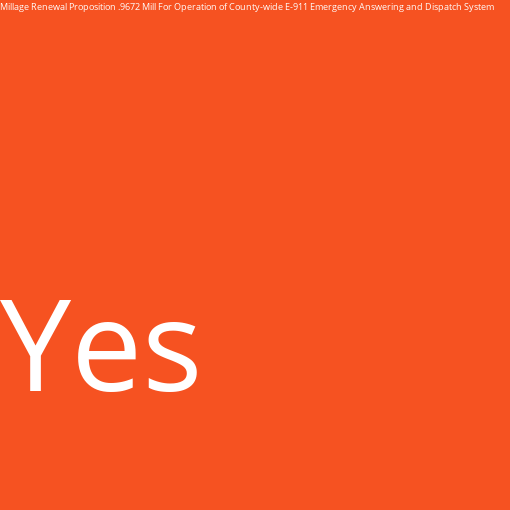 Millage Renewal Proposition .9672 Mill For Operation of County-wide E-911 Emergency Answering and Dispatch System
Yes